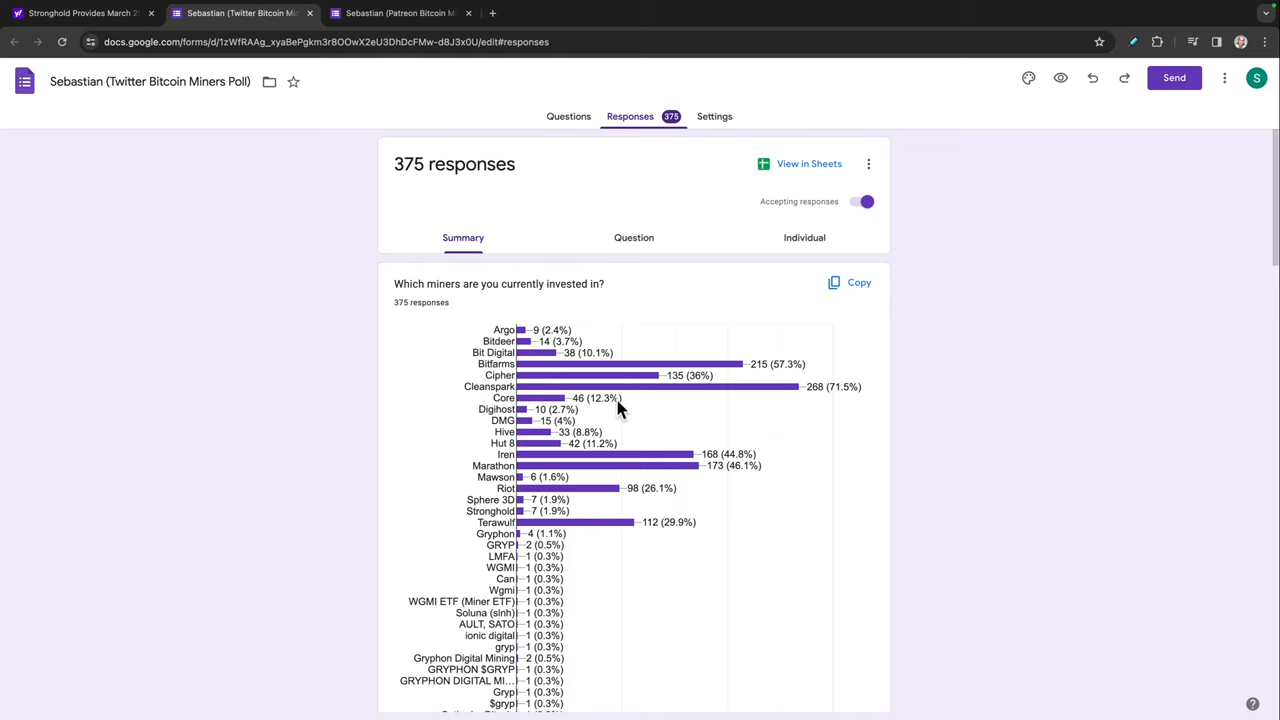 Stronghold Provides March 2
Sebastian (Twitter Bitcoin Min
Sebastian (Patreon Bitcoin M
docs.google.com/forms/d/1zWfRAAg_xyaBePgkm3r8OOwX2eU3DhDcFMw-d8J3x0U/edit#responses
Sebastian (Twitter Bitcoin Miners Poll)
Send
S
Questions
Responses 375
Settings
375 responses
View in Sheets
Accepting responses
Summary
Question
Individual
Which miners are you currently invested in?
Copy
375 responses
Argo 9 (2.4%)
Bitdeer 14 (3.7%)
Bit Digital 38 (10.1%)
Bitfarms 215 (57.3%)
Cipher 135 (36%)
Cleanspark 268 (71.5%)
Core 46 (12.3%)
Digihost 10 (2.7%)
DMG 15 (4%)
Hive 33 (8.8%)
Hut 8 42 (11.2%)
Iren 168 (44.8%)
Marathon 173 (46.1%)
Mawson 6 (1.6%)
Riot 98 (26.1%)
Sphere 3D 7 (1.9%)
Stronghold 7 (1.9%)
Terawulf 112 (29.9%)
Gryphon 4 (1.1%)
GRYP 2 (0.5%)
LMFA 1 (0.3%)
WGMI 1 (0.3%)
Can 1 (0.3%)
Wgmi 1 (0.3%)
WGMI ETF (Miner ETF) 1 (0.3%)
Soluna (slnh) 1 (0.3%)
AULT, SATO 1 (0.3%)
ionic digital 1 (0.3%)
gryp 1 (0.3%)
Gryphon Digital Mining 2 (0.5%)
GRYPHON $GRYP 1 (0.3%)
GRYPHON DIGITAL MI... 1 (0.3%)
Gryp 1 (0.3%)
$gryp 1 (0.3%)